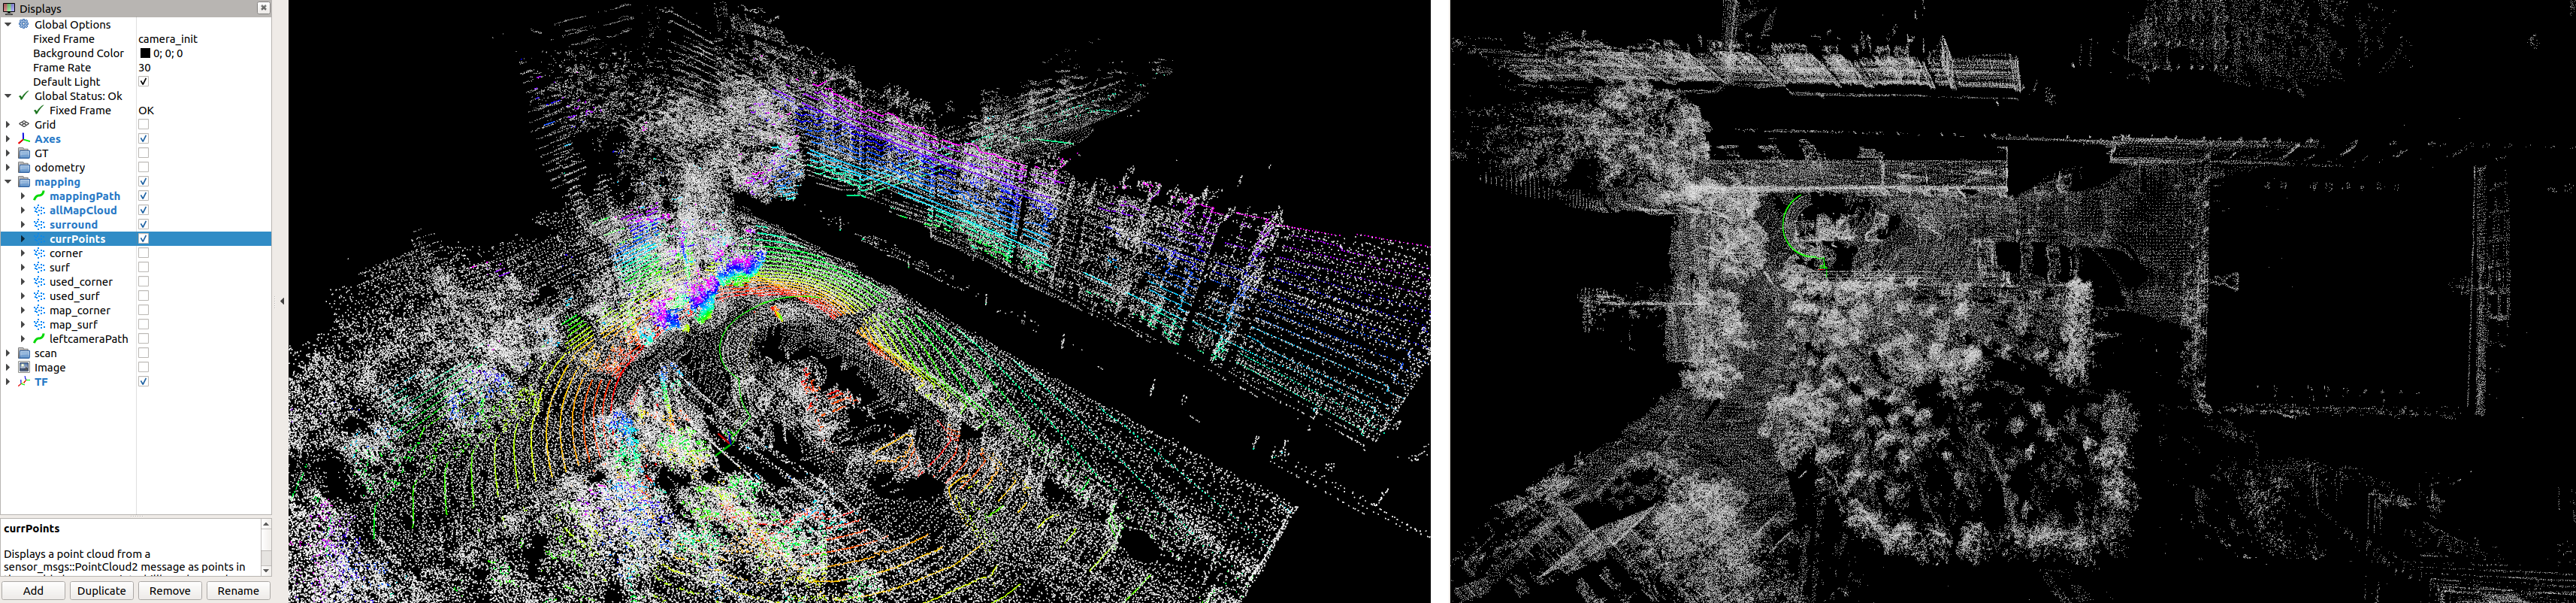 Displays
Global Options
Fixed Frame camera_init
Background Color 0; 0; 0
Frame Rate 30
Default Light
Global Status: Ok
Fixed Frame OK
Grid
Axes
GT
odometry
mapping
mappingPath
allMapCloud
surround
currPoints
corner
surf
used_corner
used_surf
map_corner
map_surf
leftcameraPath
scan
Image
TF
currPoints
Displays a point cloud from a
sensor_msgs::PointCloud2 message as points in
Add Duplicate Remove Rename